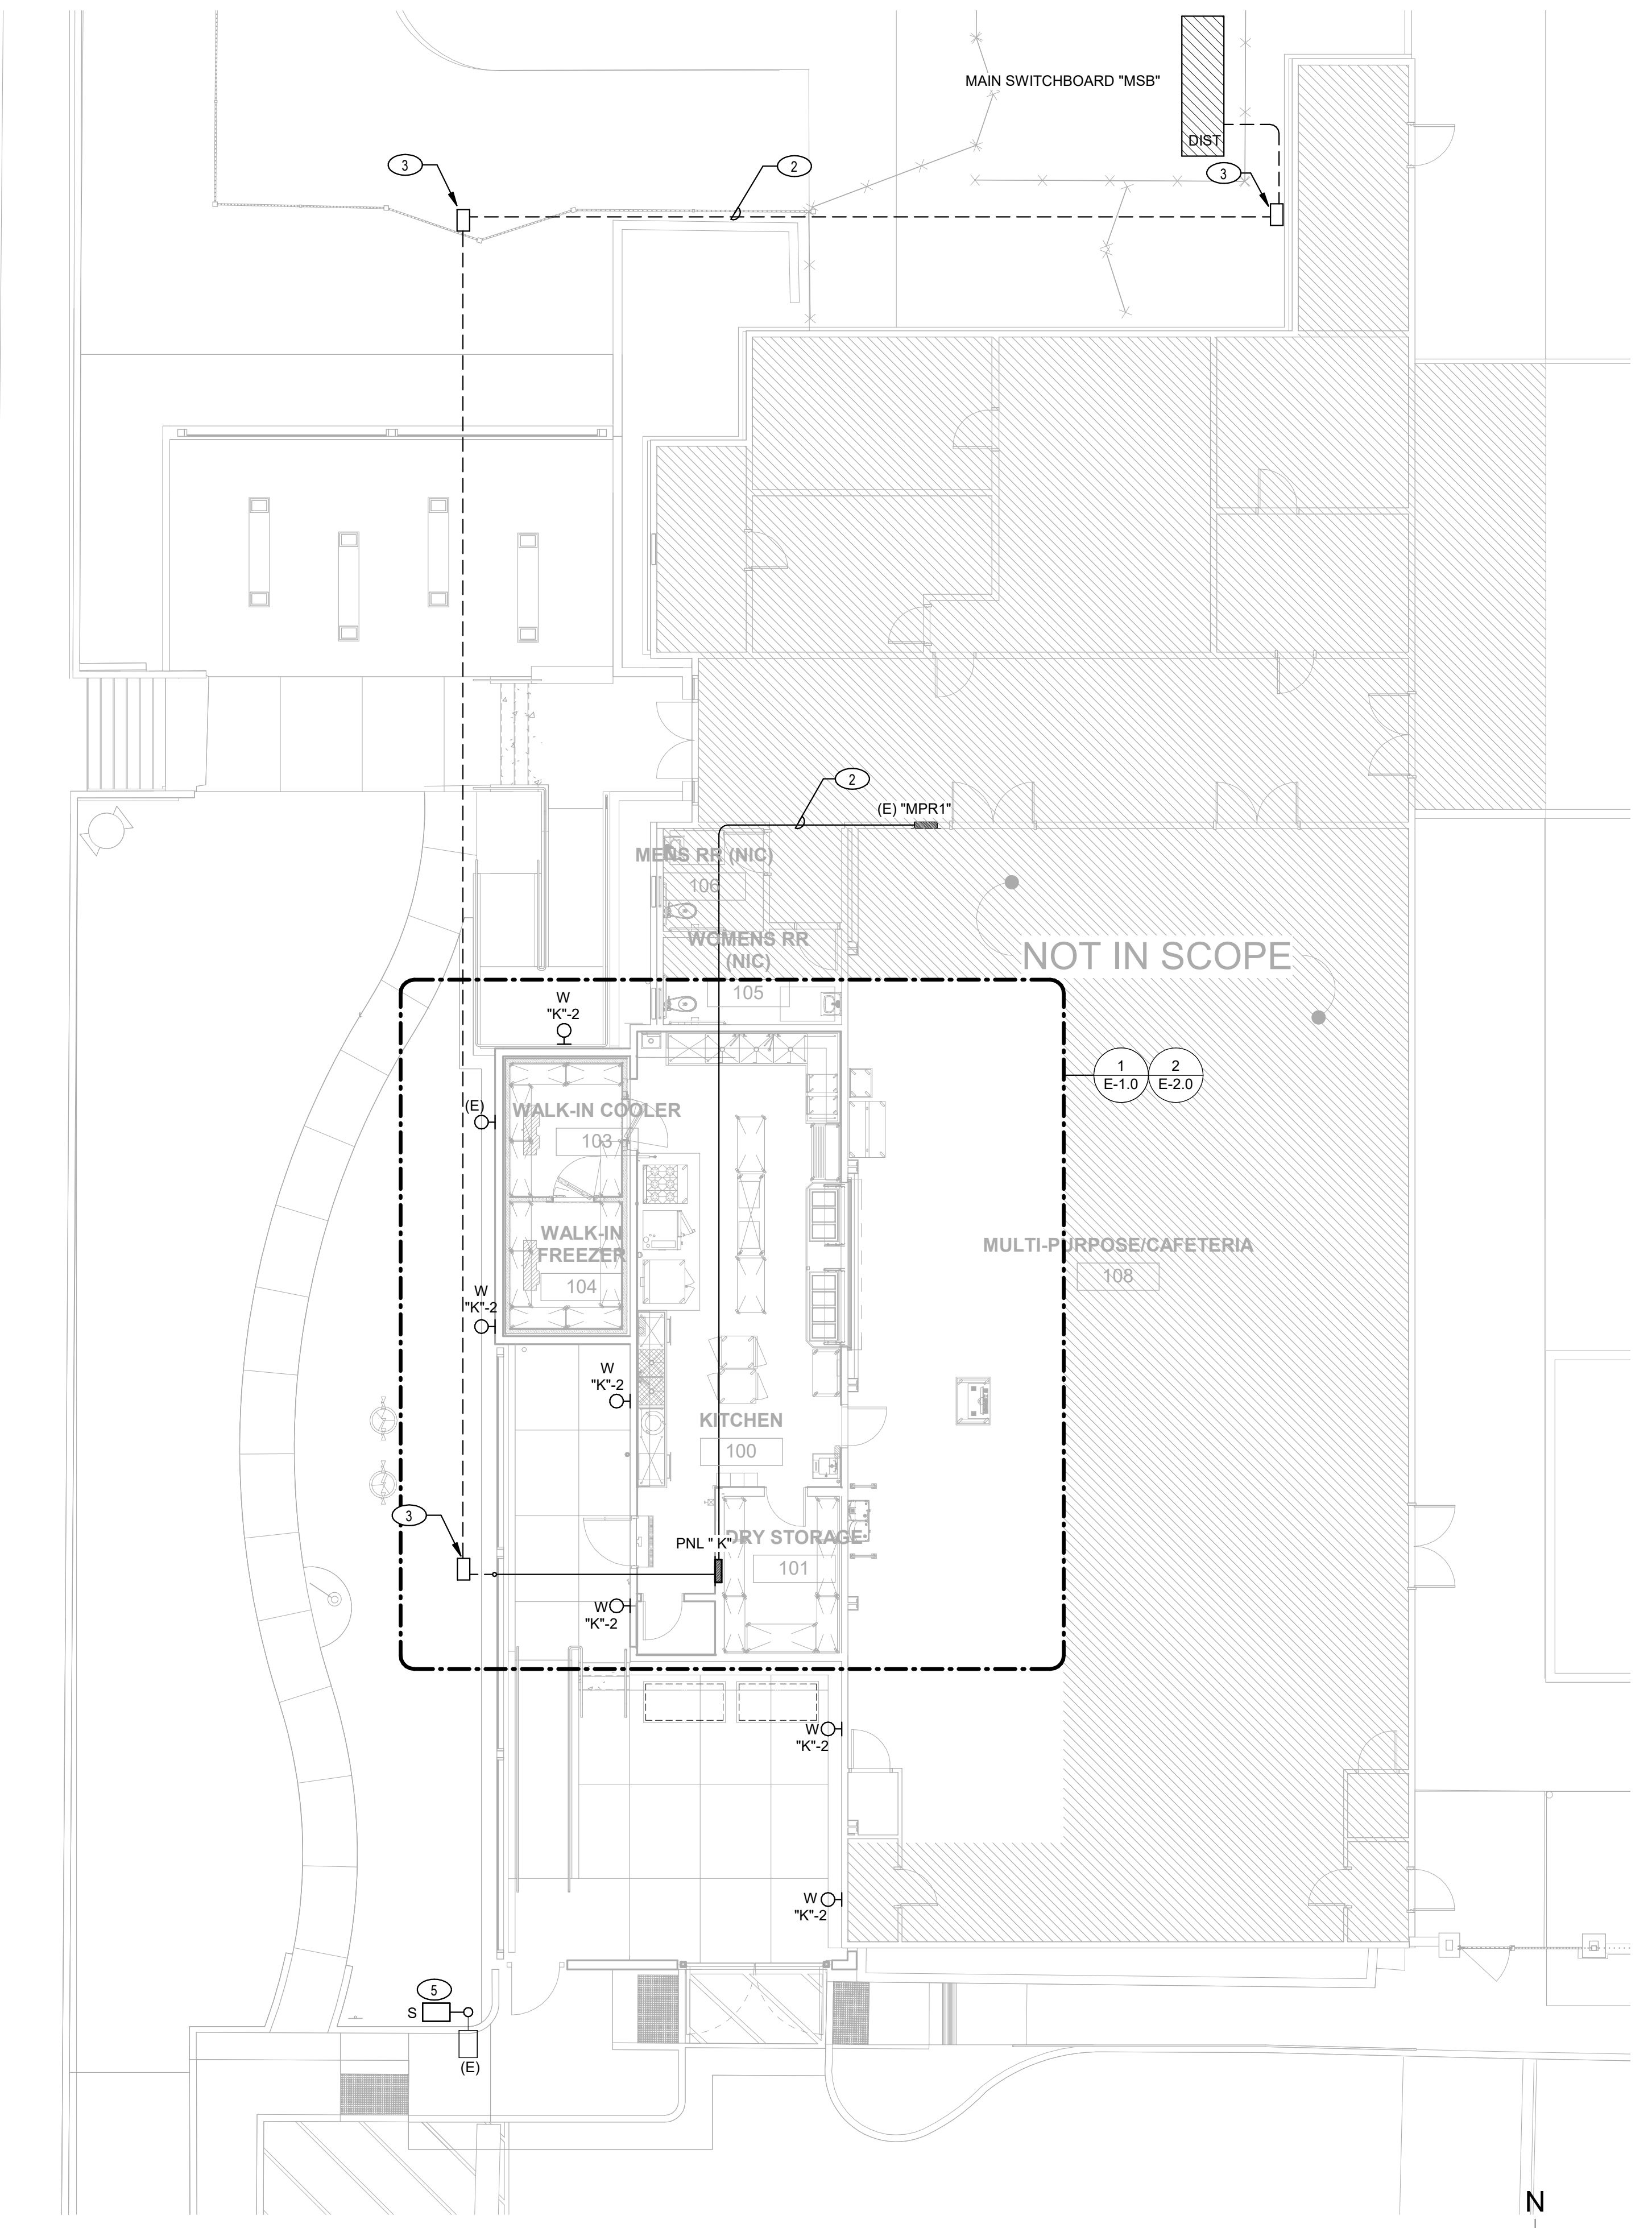 MAIN SWITCHBOARD "MSB"
DIST
3
2
3
2
(E) "MPR1"
MENS RR (NIC)
106
WOMENS RR
(NIC)
105
NOT IN SCOPE
W
"K"-2
1
E-1.0
2
E-2.0
(E)
WALK-IN COOLER
103
WALK-IN
FREEZER
104
MULTI-PURPOSE/CAFETERIA
108
W
"K"-2
W
"K"-2
KITCHEN
100
3
PNL " K"
DRY STORAGE
101
W
"K"-2
W
"K"-2
W
"K"-2
5
S
(E)
N